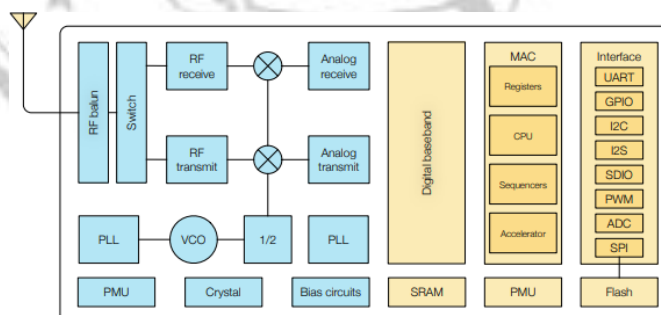 RF balun
Switch
RF
receive
Analog
receive
RF
transmit
Analog
transmit
PLL
VCO
1/2
PLL
PMU
Crystal
Bias circuits
Digital baseband
SRAM
MAC
Registers
CPU
Sequencers
Accelerator
PMU
Interface
UART
GPIO
I2C
I2S
SDIO
PWM
ADC
SPI
Flash